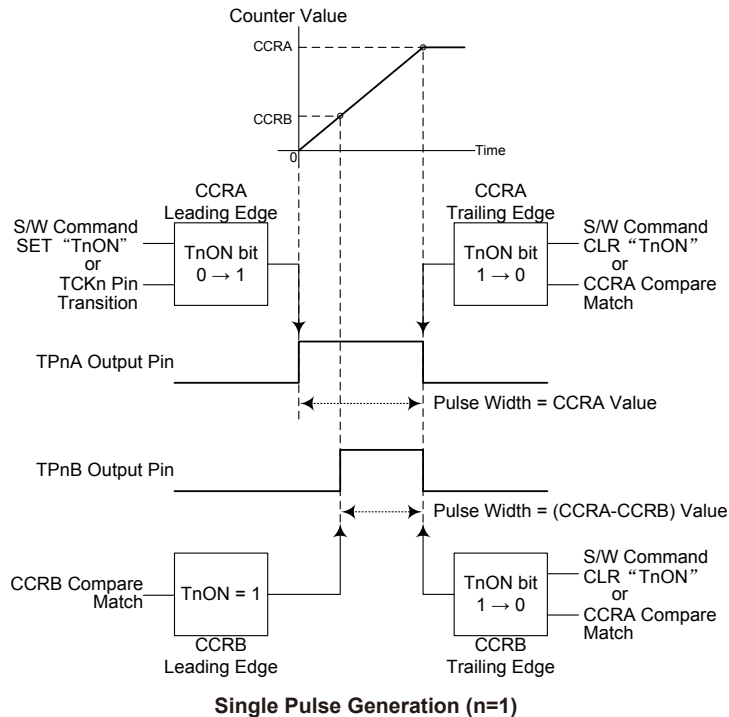 Counter Value
CCRA
CCRB
0
Time
CCRA
Leading Edge
S/W Command
SET “TnON”
or
TCKn Pin
Transition
TnON bit
0 → 1
CCRA
Trailing Edge
TnON bit
1 → 0
S/W Command
CLR “TnON”
or
CCRA Compare
Match
TPnA Output Pin
Pulse Width = CCRA Value
TPnB Output Pin
Pulse Width = (CCRA-CCRB) Value
CCRB Compare
Match
TnON = 1
CCRB
Leading Edge
TnON bit
1 → 0
CCRB
Trailing Edge
S/W Command
CLR “TnON”
or
CCRA Compare
Match
Single Pulse Generation (n=1)